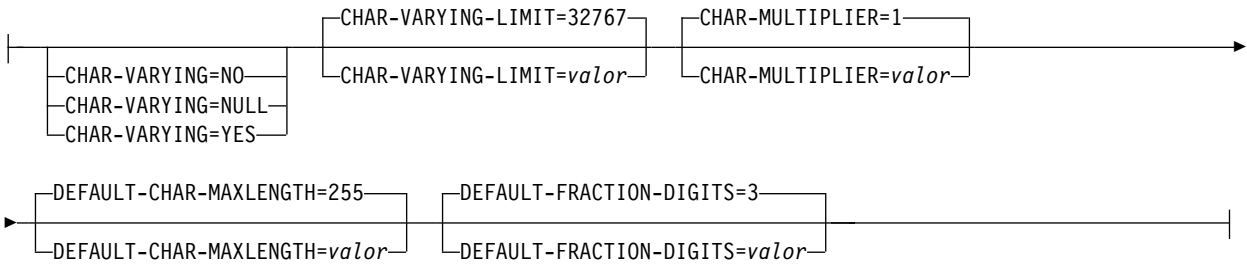 CHAR-VARYING-LIMIT=32767 CHAR-MULTIPLIER=1
CHAR-VARYING=NO CHAR-VARYING-LIMIT=valor CHAR-MULTIPLIER=valor
CHAR-VARYING=NULL
CHAR-VARYING=YES
DEFAULT-CHAR-MAXLENGTH=255 DEFAULT-FRACTION-DIGITS=3
DEFAULT-CHAR-MAXLENGTH=valor DEFAULT-FRACTION-DIGITS=valor